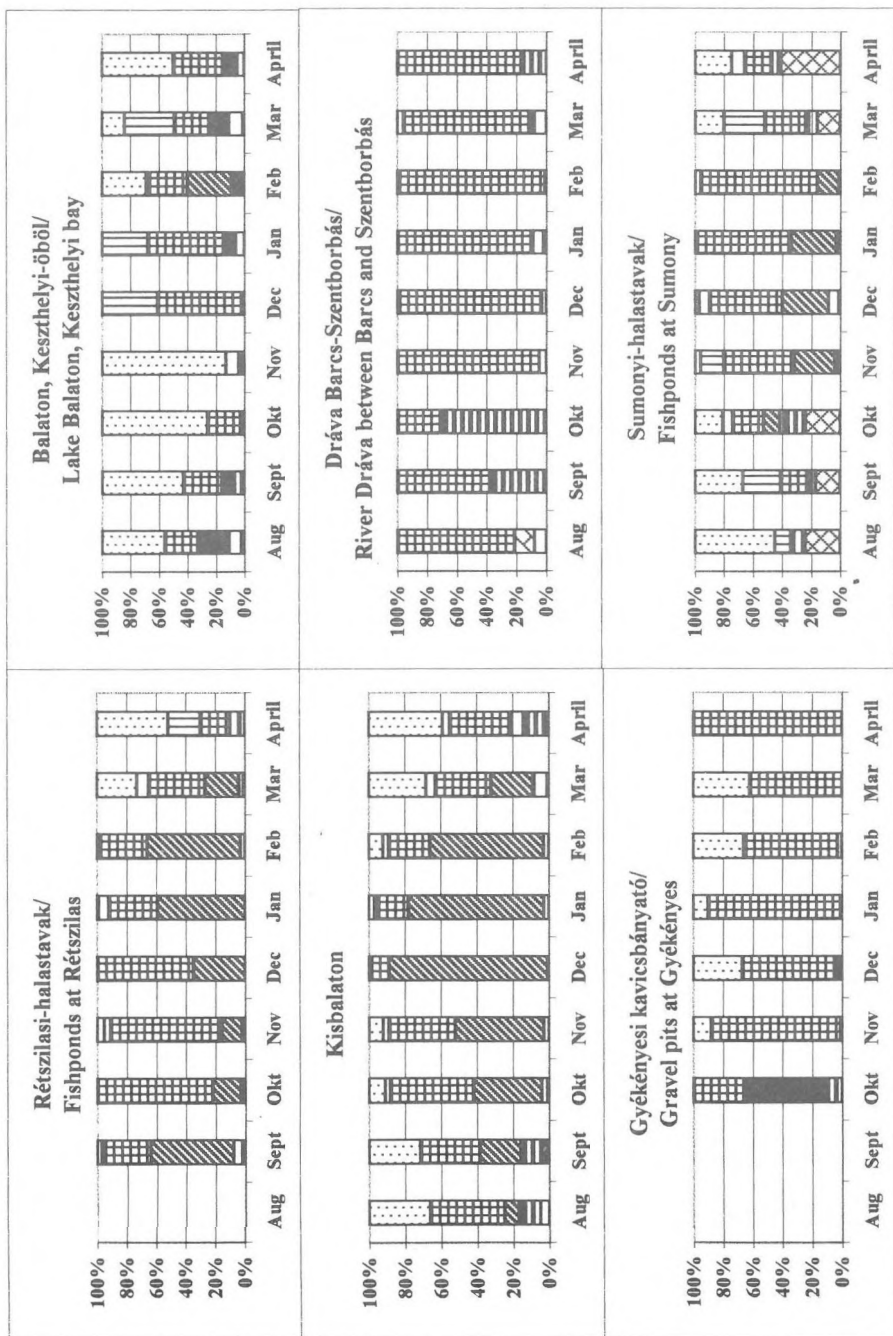 Rétszilasi-halastavak/
Fishponds at Rétszilas
100%
80%
60%
40%
20%
0%
Aug Sept Okt Nov Dec Jan Feb Mar April
Balaton, Keszthelyi-öböl/
Lake Balaton, Keszthelyi bay
100%
80%
60%
40%
20%
0%
Aug Sept Okt Nov Dec Jan Feb Mar April
Kisbalaton
100%
80%
60%
40%
20%
0%
Aug Sept Okt Nov Dec Jan Feb Mar April
Dráva Barcs-Szentborbás/
River Dráva between Barcs and Szentborbás
100%
80%
60%
40%
20%
0%
Aug Sept Okt Nov Dec Jan Feb Mar April
Gyékényesi kavicsbányató/
Gravel pits at Gyékényes
100%
80%
60%
40%
20%
0%
Aug Sept Okt Nov Dec Jan Feb Mar April
Sumonyi-halastavak/
Fishponds at Sumony
100%
80%
60%
40%
20%
0%
Aug Sept Okt Nov Dec Jan Feb Mar April